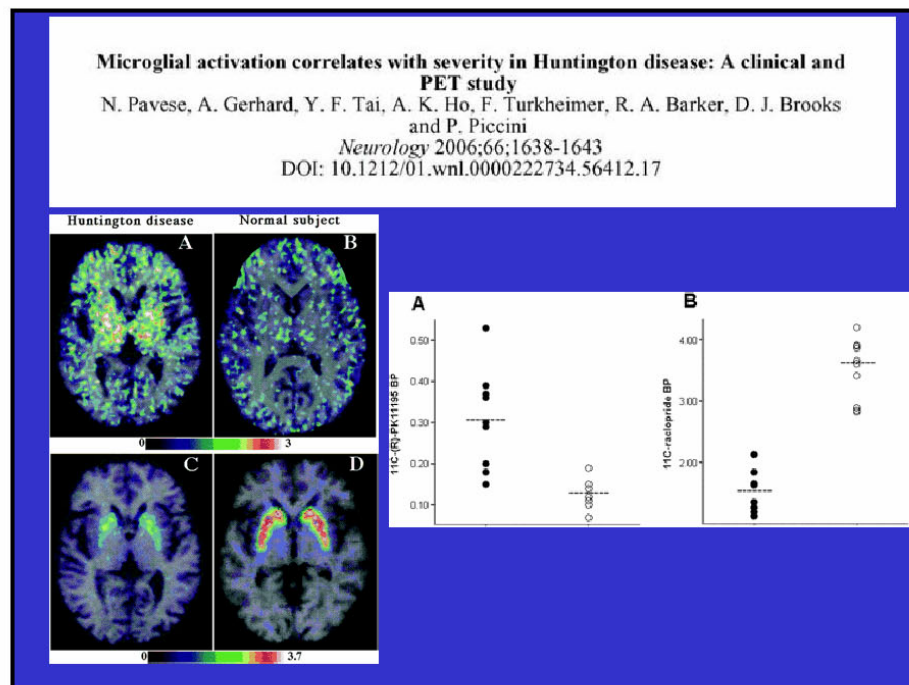 Microglial activation correlates with severity in Huntington disease: A clinical and
PET study
N. Pavese, A. Gerhard, Y. F. Tai, A. K. Ho, F. Turkheimer, R. A. Barker, D. J. Brooks
and P. Piccini
Neurology 2006;66;1638-1643
DOI: 10.1212/01.wnl.0000222734.56412.17
Huntington disease
Normal subject
A
B
0
3
C
D
0
3.7
A
11C-(R)-PK11195 BP
0.50
0.40
0.30
0.20
0.10
B
11C-raclopride BP
4.00
3.00
2.00